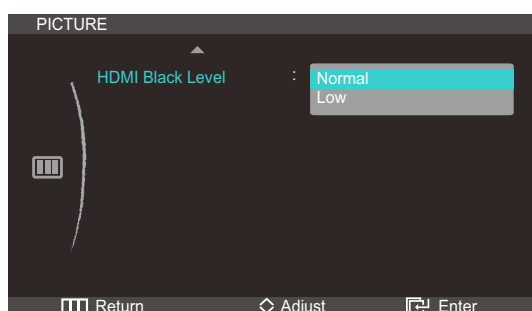 PICTURE
HDMI Black Level : Normal
Low
Return Adjust Enter